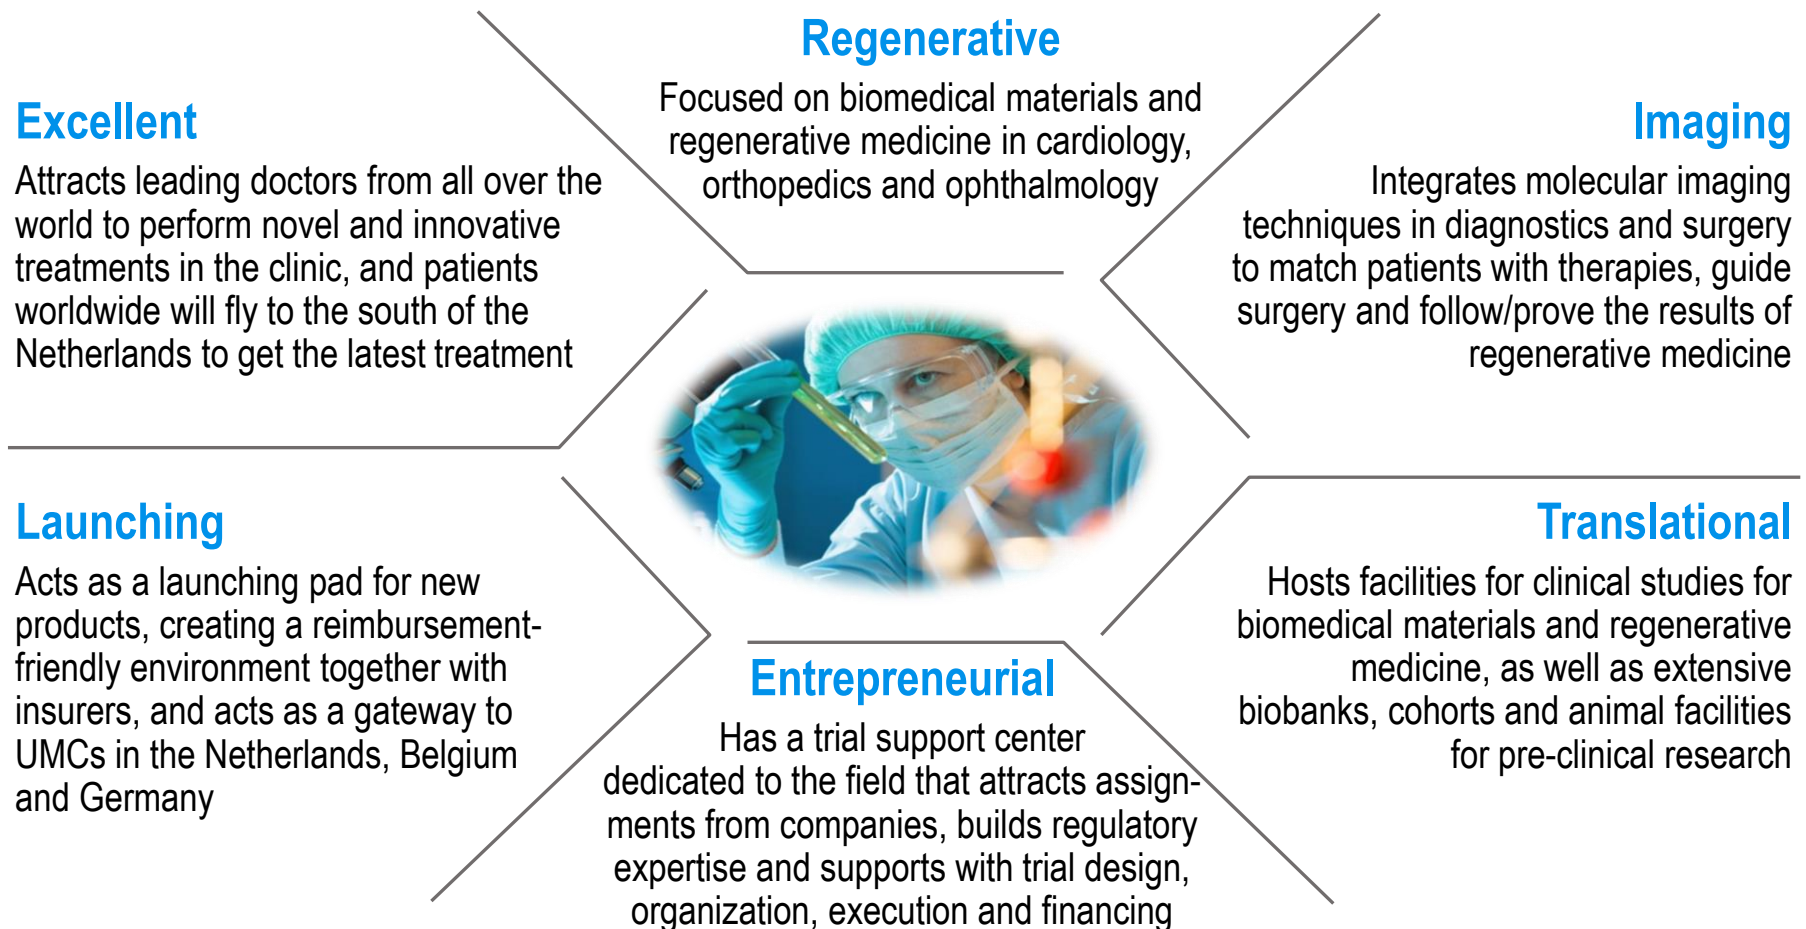 Regenerative
Focused on biomedical materials and
regenerative medicine in cardiology,
orthopedics and ophthalmology
Excellent
Attracts leading doctors from all over the
world to perform novel and innovative
treatments in the clinic, and patients
worldwide will fly to the south of the
Netherlands to get the latest treatment
Imaging
Integrates molecular imaging
techniques in diagnostics and surgery
to match patients with therapies, guide
surgery and follow/prove the results of
regenerative medicine
Launching
Acts as a launching pad for new
products, creating a reimbursement-
friendly environment together with
insurers, and acts as a gateway to
UMCs in the Netherlands, Belgium
and Germany
Translational
Hosts facilities for clinical studies for
biomedical materials and regenerative
medicine, as well as extensive
biobanks, cohorts and animal facilities
for pre-clinical research
Entrepreneurial
Has a trial support center
dedicated to the field that attracts assign-
ments from companies, builds regulatory
expertise and supports with trial design,
organization, execution and financing